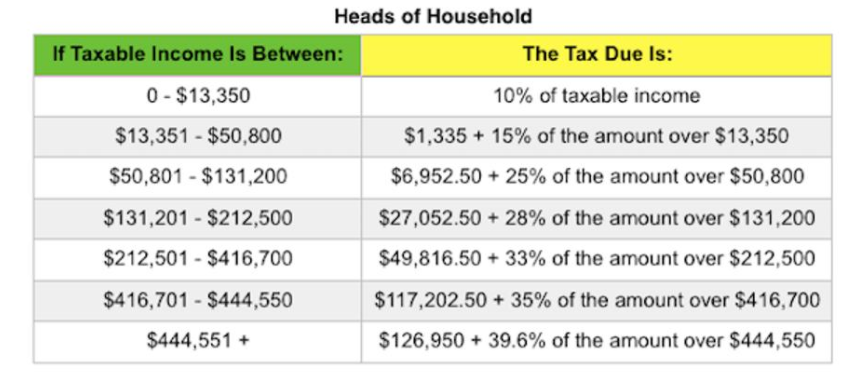 Heads of Household
If Taxable Income Is Between: The Tax Due Is:
0 - $13,350 10% of taxable income
$13,351 - $50,800 $1,335 + 15% of the amount over $13,350
$50,801 - $131,200 $6,952.50 + 25% of the amount over $50,800
$131,201 - $212,500 $27,052.50 + 28% of the amount over $131,200
$212,501 - $416,700 $49,816.50 + 33% of the amount over $212,500
$416,701 - $444,550 $117,202.50 + 35% of the amount over $416,700
$444,551 + $126,950 + 39.6% of the amount over $444,550